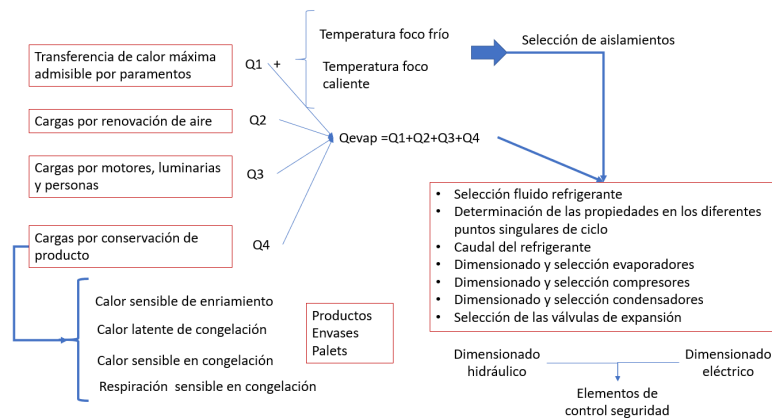 Transferencia de calor máxima
admisible por paramentos
Q1 +
Temperatura foco frío
Temperatura foco
caliente
Selección de aislamientos
Cargas por renovación de aire
Q2
Qevap =Q1+Q2+Q3+Q4
Cargas por motores, luminarias
y personas
Q3
Cargas por conservación de
producto
Q4
• Selección fluido refrigerante
• Determinación de las propiedades en los diferentes
puntos singulares de ciclo
• Caudal del refrigerante
• Dimensionado y selección evaporadores
• Dimensionado y selección compresores
• Dimensionado y selección condensadores
• Selección de las válvulas de expansión
Calor sensible de enriamiento
Calor latente de congelación
Calor sensible en congelación
Respiración sensible en congelación
Productos
Envases
Palets
Dimensionado
hidráulico
Dimensionado
eléctrico
Elementos de
control seguridad